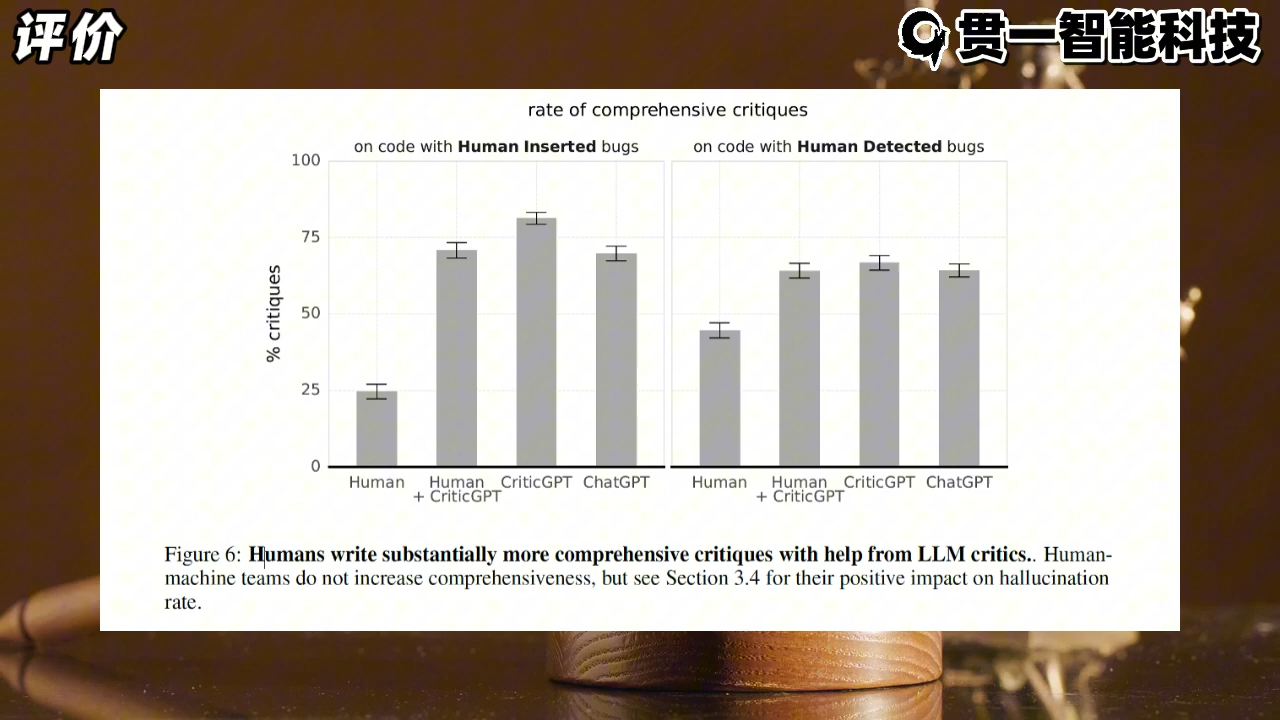 评价
贯一智能科技
rate of comprehensive critiques
on code with Human Inserted bugs
on code with Human Detected bugs
100
75
50
25
0
% critiques
Human
Human
+ CriticGPT
CriticGPT
ChatGPT
Human
Human
+ CriticGPT
CriticGPT
ChatGPT
Figure 6: Humans write substantially more comprehensive critiques with help from LLM critics.. Human-
machine teams do not increase comprehensiveness, but see Section 3.4 for their positive impact on hallucination
rate.